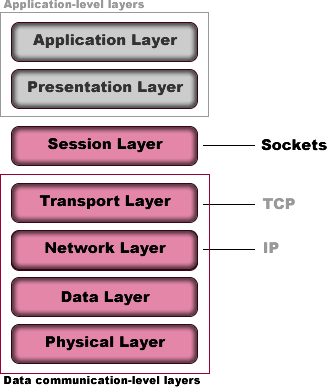 Application-level layers
Application Layer
Presentation Layer
Session Layer
Sockets
Transport Layer
TCP
Network Layer
IP
Data Layer
Physical Layer
Data communication-level layers